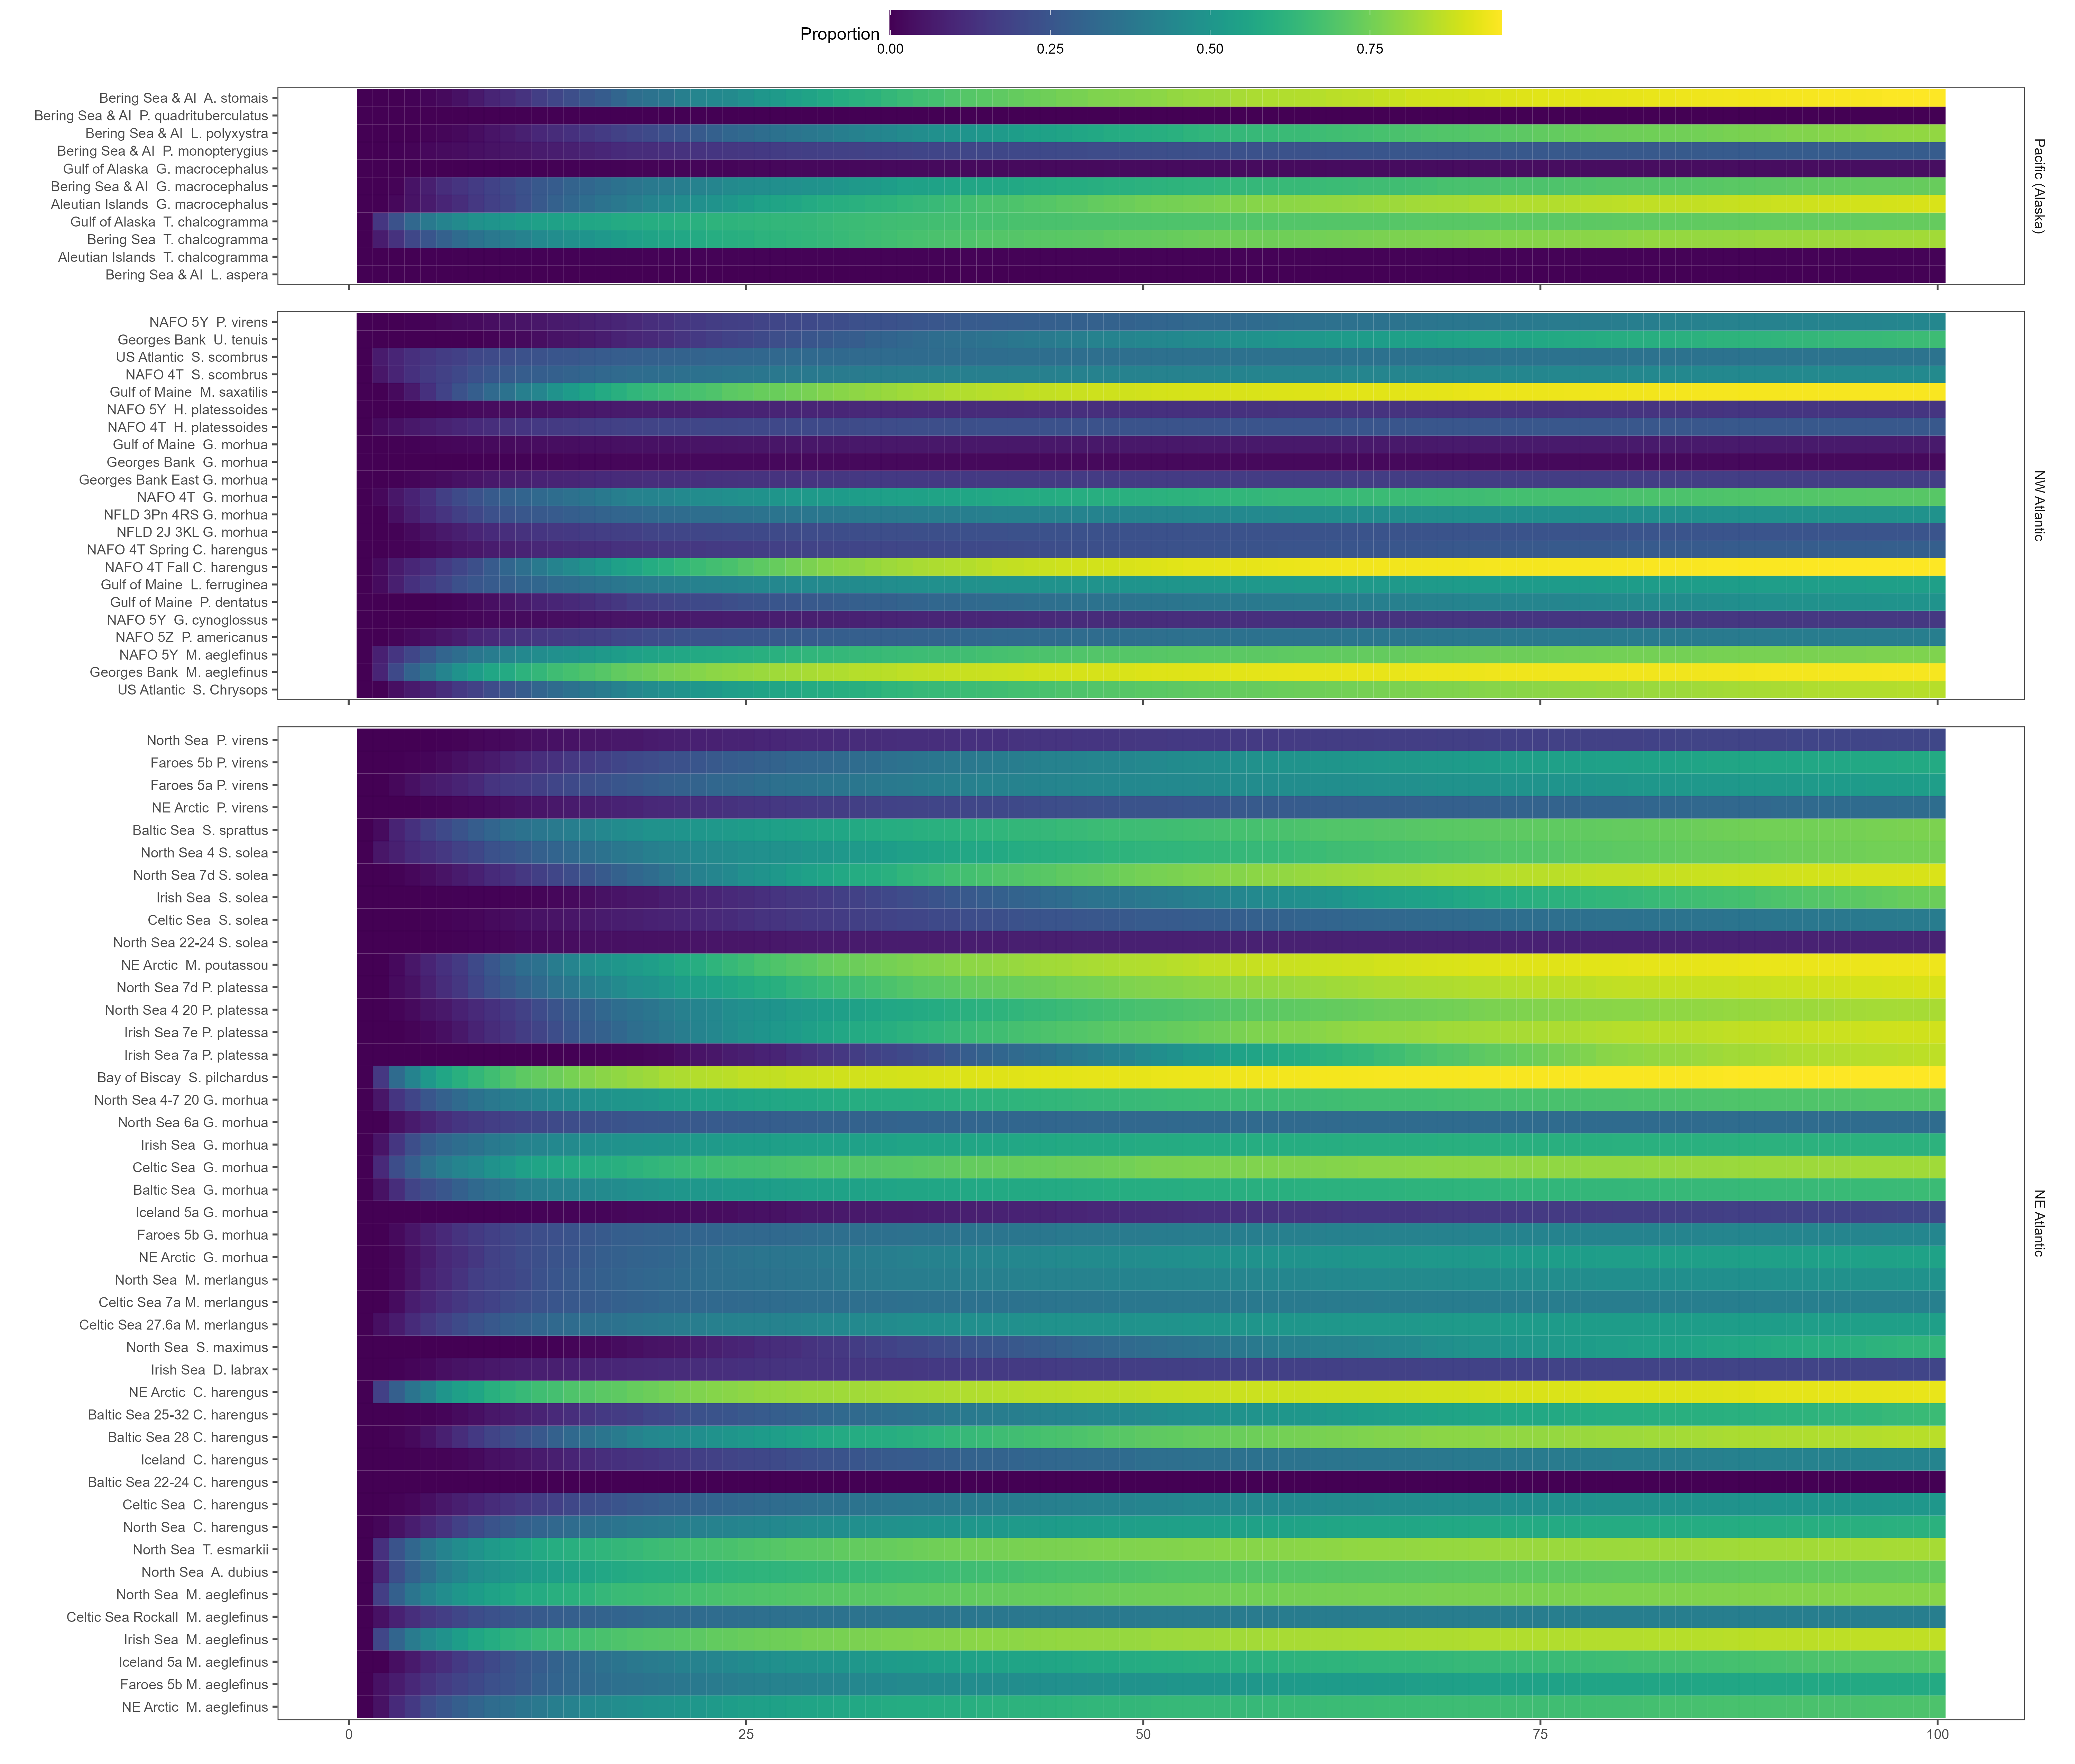 Proportion
0.00 0.25 0.50 0.75
Bering Sea & AI  A. stomais
Bering Sea & AI  P. quadrituberculatus
Bering Sea & AI  L. polyxystra
Bering Sea & AI  P. monopterygius
Gulf of Alaska  G. macrocephalus
Bering Sea & AI  G. macrocephalus
Aleutian Islands  G. macrocephalus
Gulf of Alaska  T. chalcogramma
Bering Sea  T. chalcogramma
Aleutian Islands  T. chalcogramma
Bering Sea & AI  L. aspera
Pacific (Alaska)
NAFO 5Y  P. virens
Georges Bank  U. tenuis
US Atlantic  S. scombrus
NAFO 4T  S. scombrus
Gulf of Maine  M. saxatilis
NAFO 5Y  H. platessoides
NAFO 4T  H. platessoides
Gulf of Maine  G. morhua
Georges Bank  G. morhua
Georges Bank East G. morhua
NAFO 4T  G. morhua
NFLD 3Pn 4RS G. morhua
NFLD 2J 3KL G. morhua
NAFO 4T Spring C. harengus
NAFO 4T Fall C. harengus
Gulf of Maine  L. ferruginea
Gulf of Maine  P. dentatus
NAFO 5Y  G. cynoglossus
NAFO 5Z  P. americanus
NAFO 5Y  M. aeglefinus
Georges Bank  M. aeglefinus
US Atlantic  S. Chrysops
NW Atlantic
North Sea  P. virens
Faroes 5b P. virens
Faroes 5a P. virens
NE Arctic  P. virens
Baltic Sea  S. sprattus
North Sea 4 S. solea
North Sea 7d S. solea
Irish Sea  S. solea
Celtic Sea  S. solea
North Sea 22-24 S. solea
NE Arctic  M. poutassou
North Sea 7d P. platessa
North Sea 4 20 P. platessa
Irish Sea 7e P. platessa
Irish Sea 7a P. platessa
Bay of Biscay  S. pilchardus
North Sea 4-7 20 G. morhua
North Sea 6a G. morhua
Irish Sea  G. morhua
Celtic Sea  G. morhua
Baltic Sea  G. morhua
Iceland 5a G. morhua
Faroes 5b G. morhua
NE Arctic  G. morhua
North Sea  M. merlangus
Celtic Sea 7a M. merlangus
Celtic Sea 27.6a M. merlangus
North Sea  S. maximus
Irish Sea  D. labrax
NE Arctic  C. harengus
Baltic Sea 25-32 C. harengus
Baltic Sea 28 C. harengus
Iceland  C. harengus
Baltic Sea 22-24 C. harengus
Celtic Sea  C. harengus
North Sea  C. harengus
North Sea  T. esmarkii
North Sea  A. dubius
North Sea  M. aeglefinus
Celtic Sea Rockall  M. aeglefinus
Irish Sea  M. aeglefinus
Iceland 5a M. aeglefinus
Faroes 5b M. aeglefinus
NE Arctic  M. aeglefinus
NE Atlantic
0 25 50 75 100